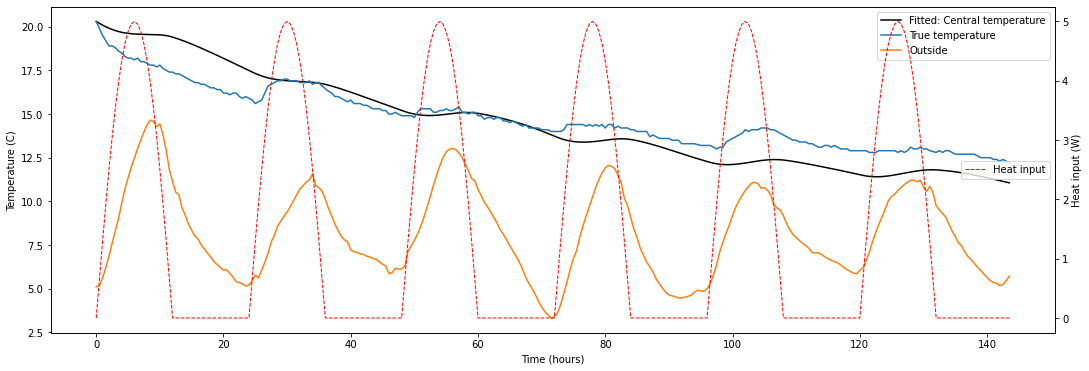 Fitted: Central temperature
True temperature
Outside
Heat input
Temperature (C)
20.0
17.5
15.0
12.5
10.0
7.5
5.0
2.5
Heat input (W)
5
4
3
2
1
0
0 20 40 60 80 100 120 140
Time (hours)